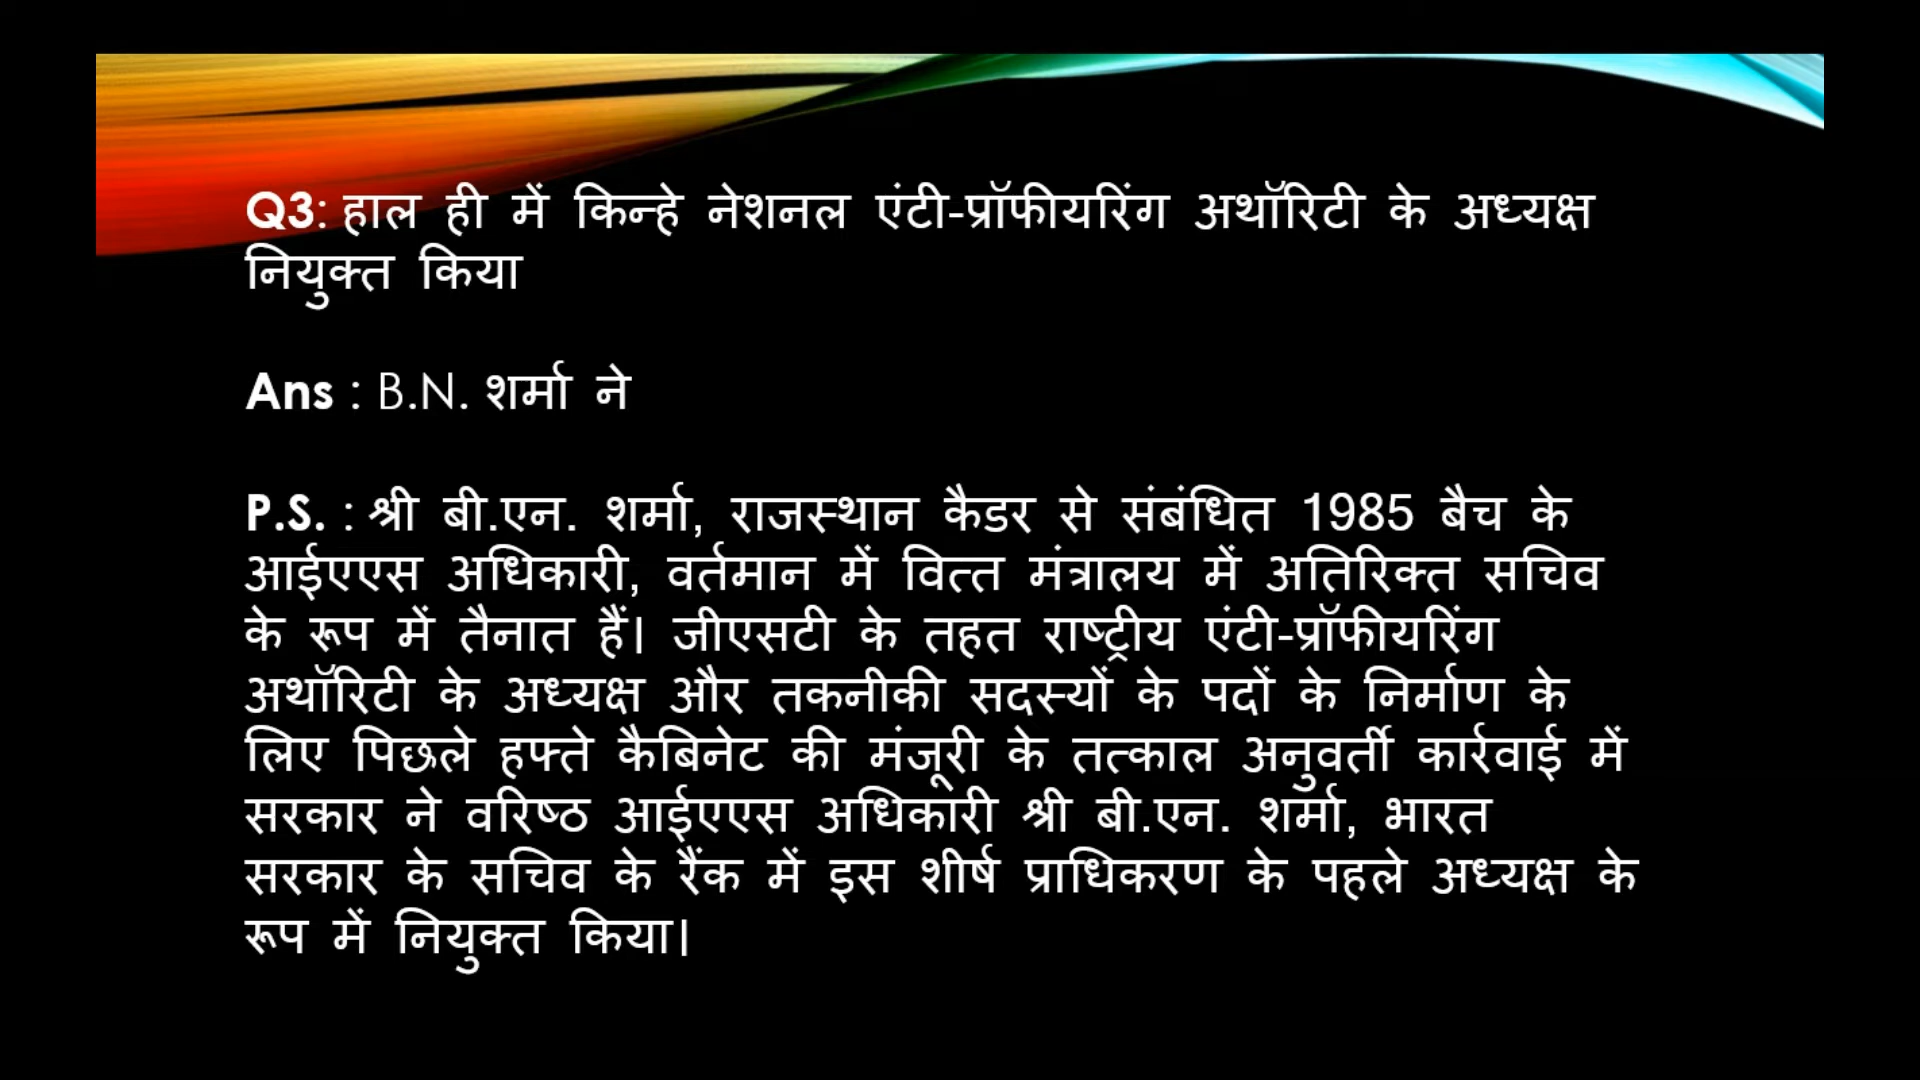 Q3: हाल ही में किन्हे नेशनल एंटी-प्रॉफीयरिंग अथॉरिटी के अध्यक्ष
नियुक्त किया
Ans : B.N. शर्मा ने
P.S. : श्री बी.एन. शर्मा, राजस्थान कैडर से संबंधित 1985 बैच के
आईएएस अधिकारी, वर्तमान में वित्त मंत्रालय में अतिरिक्त सचिव
के रूप में तैनात हैं। जीएसटी के तहत राष्ट्रीय एंटी-प्रॉफीयरिंग
अथॉरिटी के अध्यक्ष और तकनीकी सदस्यों के पदों के निर्माण के
लिए पिछले हफ्ते कैबिनेट की मंजूरी के तत्काल अनुवर्ती कार्रवाई में
सरकार ने वरिष्ठ आईएएस अधिकारी श्री बी.एन. शर्मा, भारत
सरकार के सचिव के रैंक में इस शीर्ष प्राधिकरण के पहले अध्यक्ष के
रूप में नियुक्त किया।